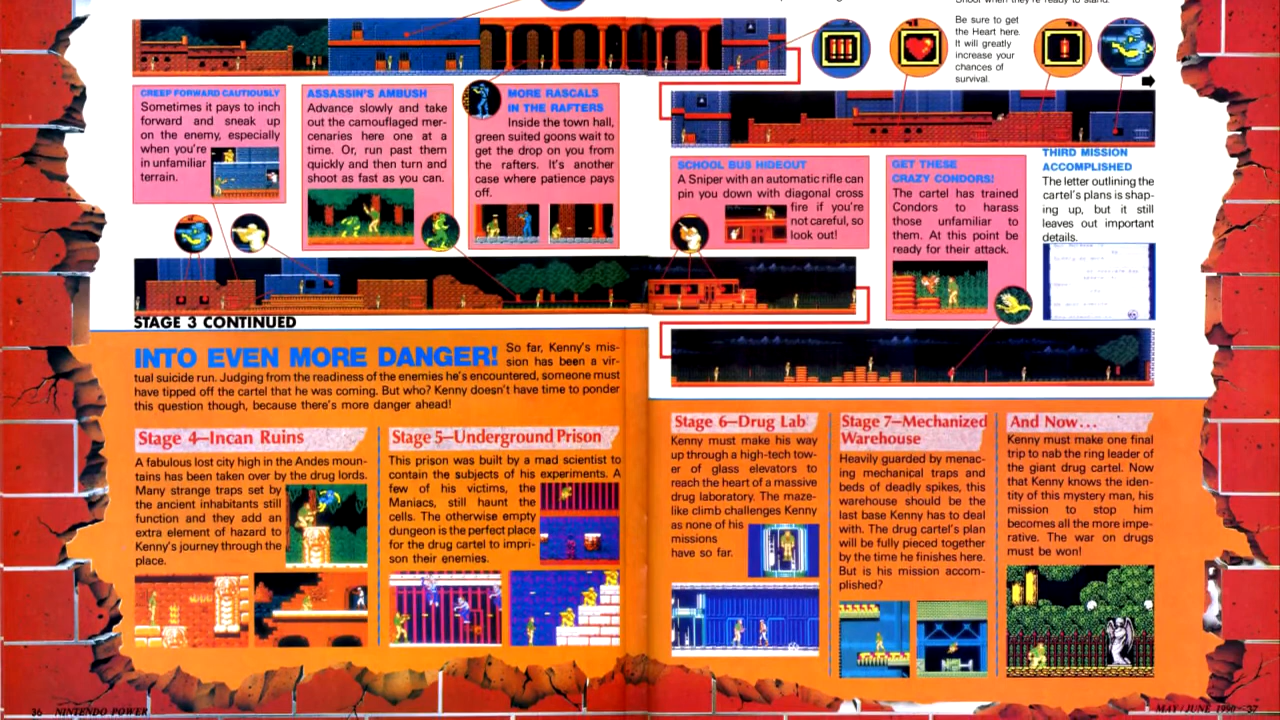 Shoot when they're ready to stand.
Be sure to get
the Heart here.
It will greatly
increase your
chances of
survival.
CREEP FORWARD CAUTIOUSLY
Sometimes it pays to inch
forward and sneak up
on the enemy, especially
when you're
in unfamiliar
terrain.
ASSASSIN'S AMBUSH
Advance slowly and take
out the camouflaged mer-
cenaries here one at a
time. Or, run past them
quickly and then turn and
shoot as fast as you can.
MORE RASCALS
IN THE RAFTERS
Inside the town hall,
green suited goons wait to
get the drop on you from
the rafters. It's another
case where patience pays
off.
SCHOOL BUS HIDEOUT
A Sniper with an automatic rifle can
pin you down with diagonal cross
fire if you're
not careful, so
look out!
GET THESE
CRAZY CONDORS!
The cartel has trained
Condors to harass
those unfamiliar to
them. At this point be
ready for their attack.
THIRD MISSION
ACCOMPLISHED
The letter outlining the
cartel's plans is shap-
ing up, but it still
leaves out important
details.
STAGE 3 CONTINUED
INTO EVEN MORE DANGER! So far, Kenny's mis-
sion has been a vir-
tual suicide run. Judging from the readiness of the enemies he's encountered, someone must
have tipped off the cartel that he was coming. But who? Kenny doesn't have time to ponder
this question though, because there's more danger ahead!
Stage 4—Incan Ruins
A fabulous lost city high in the Andes moun-
tains has been taken over by the drug lords.
Many strange traps set by
the ancient inhabitants still
function and they add an
extra element of hazard to
Kenny's journey through the
place.
Stage 5—Underground Prison
This prison was built by a mad scientist to
contain the subjects of his experiments. A
few of his victims, the
Maniacs, still haunt the
cells. The otherwise empty
dungeon is the perfect place
for the drug cartel to impri-
son their enemies.
Stage 6—Drug Lab
Kenny must make his way
up through a high-tech tow-
er of glass elevators to
reach the heart of a massive
drug laboratory. The maze-
like climb challenges Kenny
as none of his
missions
have so far.
Stage 7—Mechanized
Warehouse
Heavily guarded by menac-
ing mechanical traps and
beds of deadly spikes, this
warehouse should be the
last base Kenny has to deal
with. The drug cartel's plan
will be fully pieced together
by the time he finishes here.
But is his mission accom-
plished?
And Now...
Kenny must make one final
trip to nab the ring leader of
the giant drug cartel. Now
that Kenny knows the iden-
tity of this mystery man, his
mission to stop him
becomes all the more impe-
rative. The war on drugs
must be won!
36 NINTENDO POWER
MAY/JUNE 1990 37